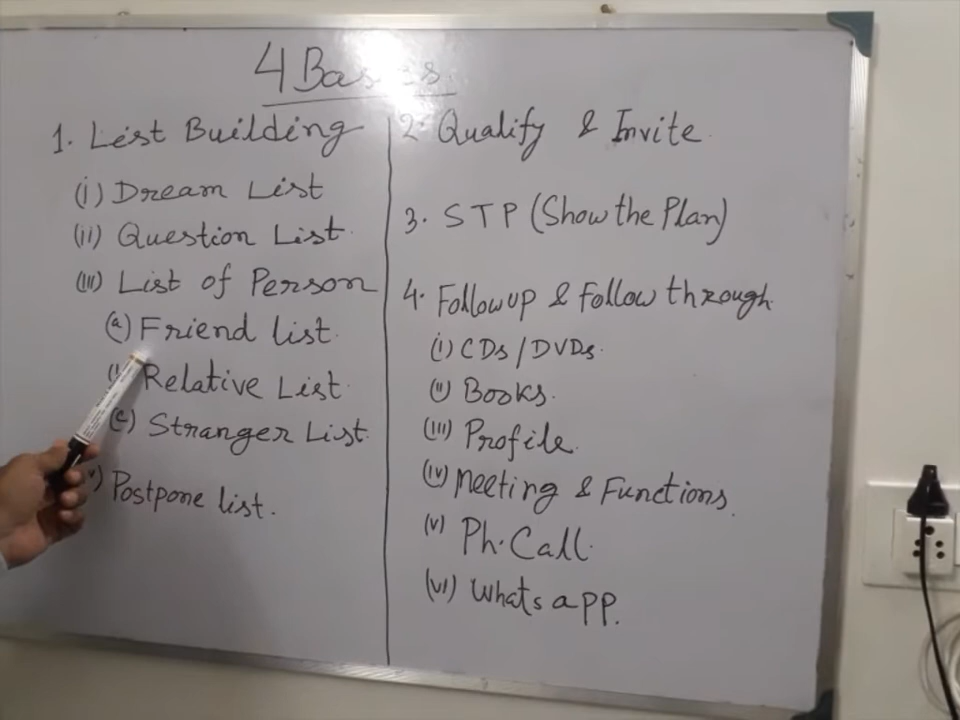 4 Basics.
1. List Building
(i) Dream List
(ii) Question List.
(iii) List of Person
(a) Friend list.
Relative List.
(c) Stranger List.
Postpone list.
2. Qualify & Invite.
3. STP (Show the Plan)
4. Followup & follow through.
(i) CDs/DVDs.
(ii) Books.
(iii) Profile.
(iv) Meeting & Functions.
(v) Ph. Call.
(vi) Whatsapp.